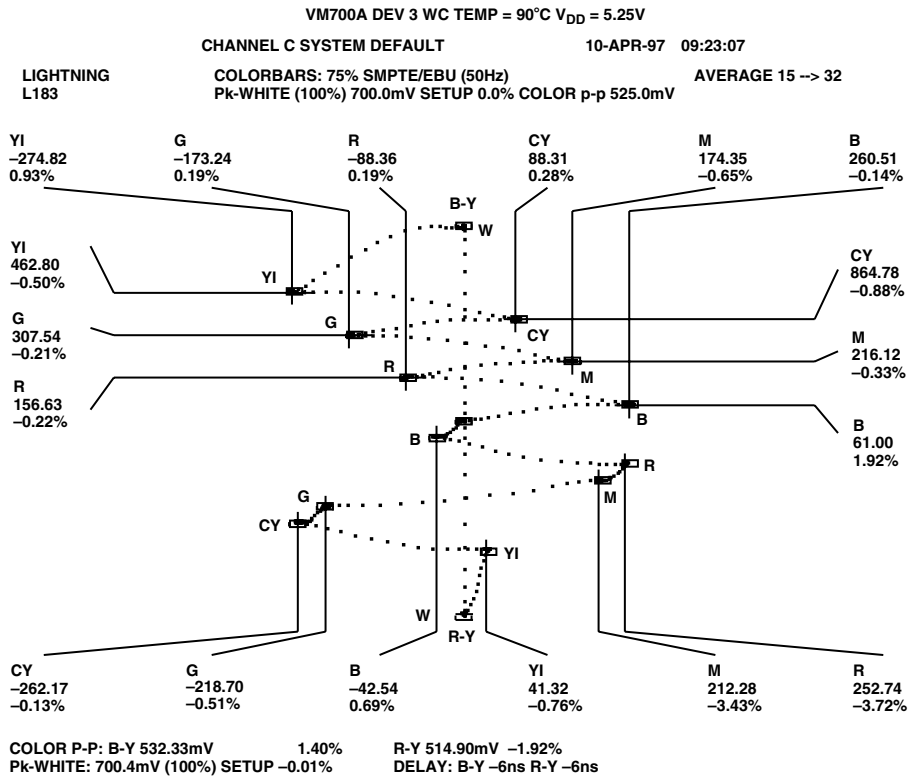 VM700A DEV 3 WC TEMP = 90°C VDD = 5.25V
CHANNEL C SYSTEM DEFAULT 10-APR-97 09:23:07
LIGHTNING COLORBARS: 75% SMPTE/EBU (50Hz) AVERAGE 15 --> 32
L183 Pk-WHITE (100%) 700.0mV SETUP 0.0% COLOR p-p 525.0mV
YI G R CY M B
–274.82 –173.24 –88.36 88.31 174.35 260.51
0.93% 0.19% 0.19% 0.28% –0.65% –0.14%
B-Y
W
YI
462.80
–0.50%
YI
CY
864.78
–0.88%
G
307.54
–0.21%
G
CY
M
216.12
–0.33%
R
156.63
–0.22%
R
M
B
B
61.00
1.92%
B
R
M
G
CY
YI
W
R-Y
CY G B YI M R
–262.17 –218.70 –42.54 41.32 212.28 252.74
–0.13% –0.51% 0.69% –0.76% –3.43% –3.72%
COLOR P-P: B-Y 532.33mV 1.40% R-Y 514.90mV –1.92%
Pk-WHITE: 700.4mV (100%) SETUP –0.01% DELAY: B-Y –6ns R-Y –6ns